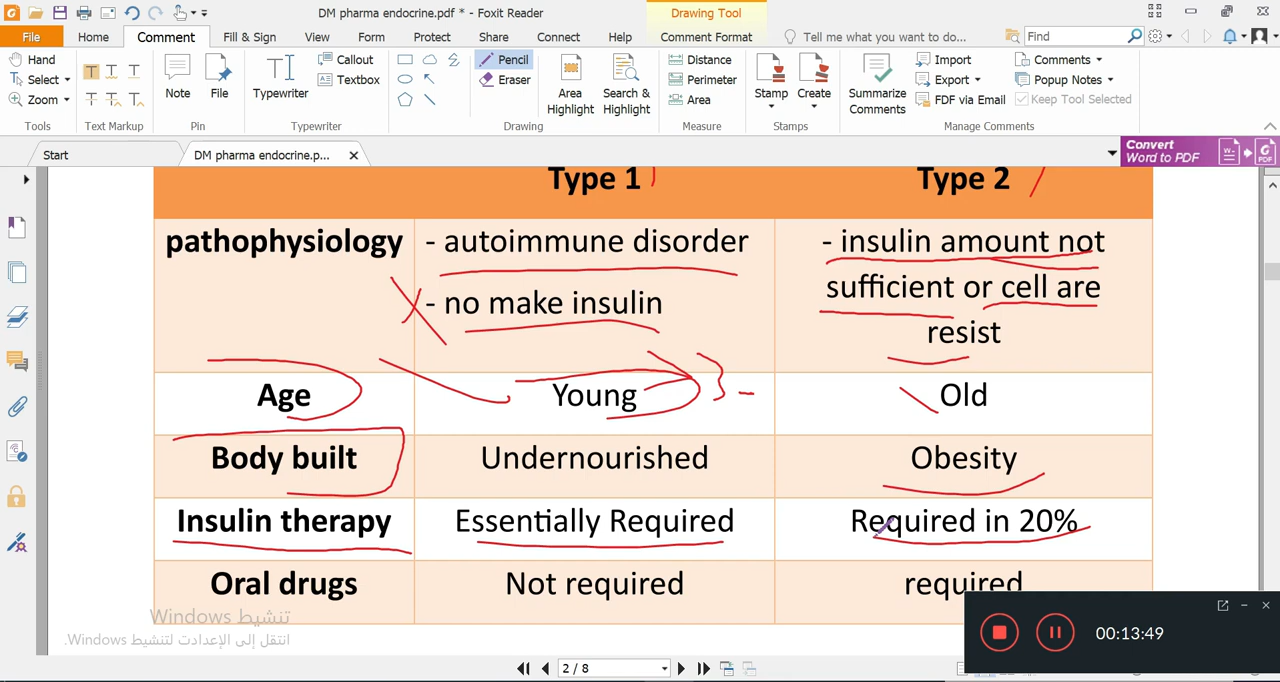 DM pharma endocrine.pdf * - Foxit Reader
Drawing Tool
File Home Comment Fill & Sign View Form Protect Share Connect Help Comment Format Tell me what you want to do... Find
Hand
Select
Zoom
Tools
Text Markup
Note
File
Pin
Typewriter
Callout
Textbox
Typewriter
Pencil
Eraser
Area Highlight
Search & Highlight
Drawing
Distance
Perimeter
Area
Measure
Stamp
Create
Stamps
Summarize Comments
Import
Export
FDF via Email
Comments
Popup Notes
Keep Tool Selected
Manage Comments
Start
DM pharma endocrine.p...
Convert
Word to PDF
PDF
Type 1 Type 2
pathophysiology - autoimmune disorder - insulin amount not
sufficient or cell are
- no make insulin
resist
Age Young Old
Body built Undernourished Obesity
Insulin therapy Essentially Required Required in 20%
Oral drugs Not required required
تنشيط Windows
انتقل إلى الإعدادت لتنشيط Windows.
00:13:49
2 / 8